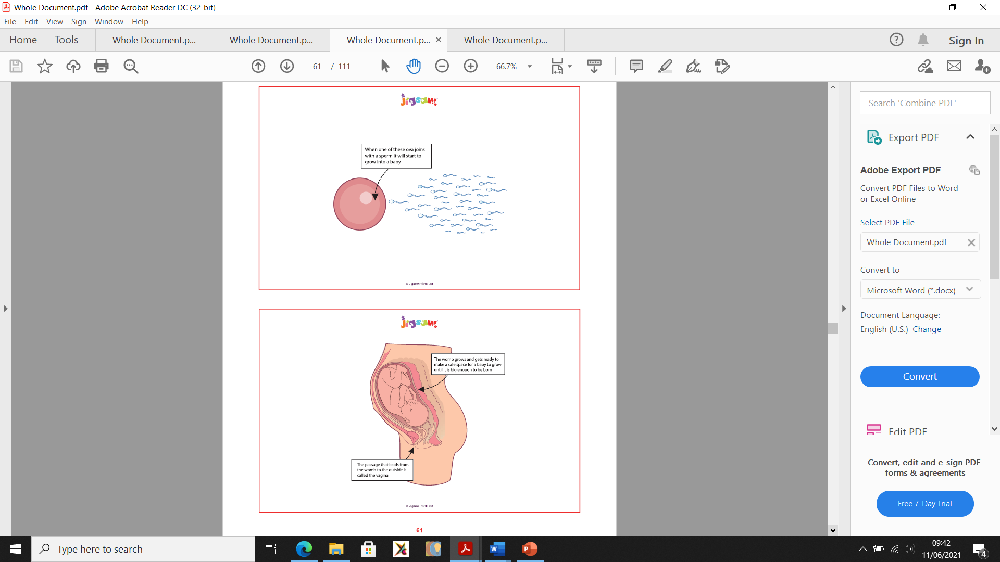 Whole Document.pdf - Adobe Acrobat Reader DC (32-bit)
File Edit View Sign Window Help
Home Tools Whole Document.p... Whole Document.p... Whole Document.p... × Whole Document.p... Sign In
61 / 111 66.7%
jigsaw
When one of these ova joins
with a sperm it will start to
grow into a baby
© Jigsaw PSHE Ltd
jigsaw
The womb grows and gets ready to
make a safe space for a baby to grow
until it is big enough to be born
The passage that leads from
the womb to the outside is
called the vagina
© Jigsaw PSHE Ltd
61
Search 'Combine PDF'
Export PDF
Adobe Export PDF
Convert PDF Files to Word
or Excel Online
Select PDF File
Whole Document.pdf
Convert to
Microsoft Word (*.docx)
Document Language:
English (U.S.) Change
Convert
Edit PDF
Convert, edit and e-sign PDF
forms & agreements
Free 7-Day Trial
Type here to search
09:42
11/06/2021
4